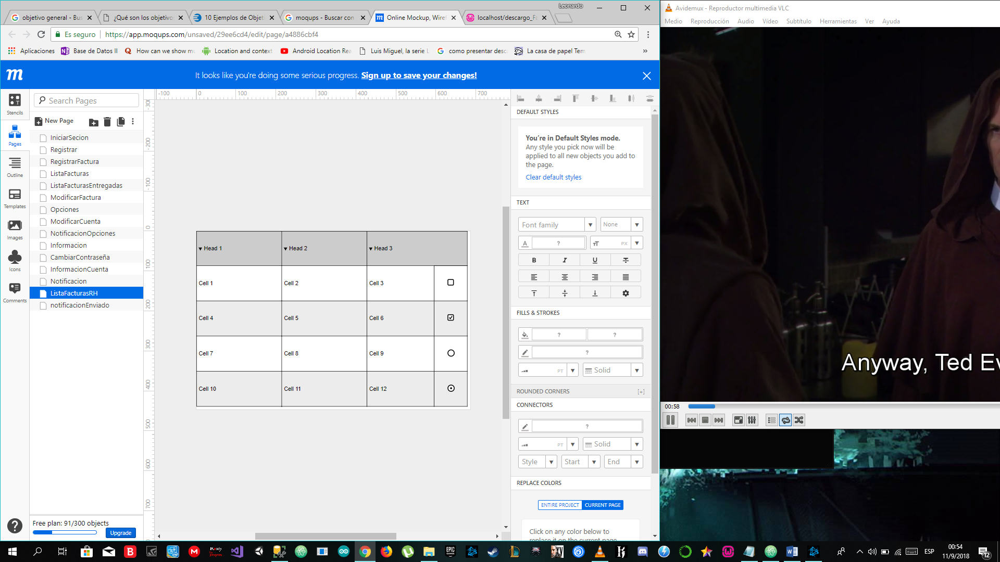 Leonardo
objetivo general - Bus
¿Qué son los objetivo
10 Ejemplos de Objeti
moqups - Buscar con
Online Mockup, Wiref
localhost/descargo_Fa
Es seguro
https://app.moqups.com/unsaved/29ee6cd4/edit/page/a4886cbf4
Aplicaciones
Base de Datos II
How can we show mu
Location and context
Android Location Rea
Luis Miguel, la serie L
como presentar desca
La casa de papel Tem
m
It looks like you're doing some serious progress. Sign up to save your changes!
Stencils
Pages
Outline
Templates
Images
Icons
Comments
Search Pages
New Page
IniciarSecion
Registrar
RegistrarFactura
ListaFacturas
ListaFacturasEntregadas
ModificarFactura
Opciones
ModificarCuenta
NotificacionOpciones
Informacion
CambiarContraseña
InformacionCuenta
Notificacion
ListaFacturasRH
notificacionEnviado
Free plan: 91/300 objects
Upgrade
-100 0 100 200 300 400 500 600 700
-300
-200
-100
0
100
200
300
400
500
600
700
Head 1 Head 2 Head 3
Cell 1 Cell 2 Cell 3
Cell 4 Cell 5 Cell 6
Cell 7 Cell 8 Cell 9
Cell 10 Cell 11 Cell 12
DEFAULT STYLES
You're in Default Styles mode.
Any style you pick now will be
applied to all new objects you add to
the page.
Clear default styles
TEXT
Font family
None
A ?
TT PX
B I U
FILLS & STROKES
? ?
?
PT Solid
ROUNDED CORNERS [+]
CONNECTORS
?
PT Solid
Style Start End
REPLACE COLORS
ENTIRE PROJECT CURRENT PAGE
Click on any color below to
replace it on the current page
Avidemux - Reproductor multimedia VLC
Medio Reproducción Audio Vídeo Subtítulo Herramientas Ver Ayuda
Anyway, Ted Ev
00:58
ESP
00:54
11/9/2018
12